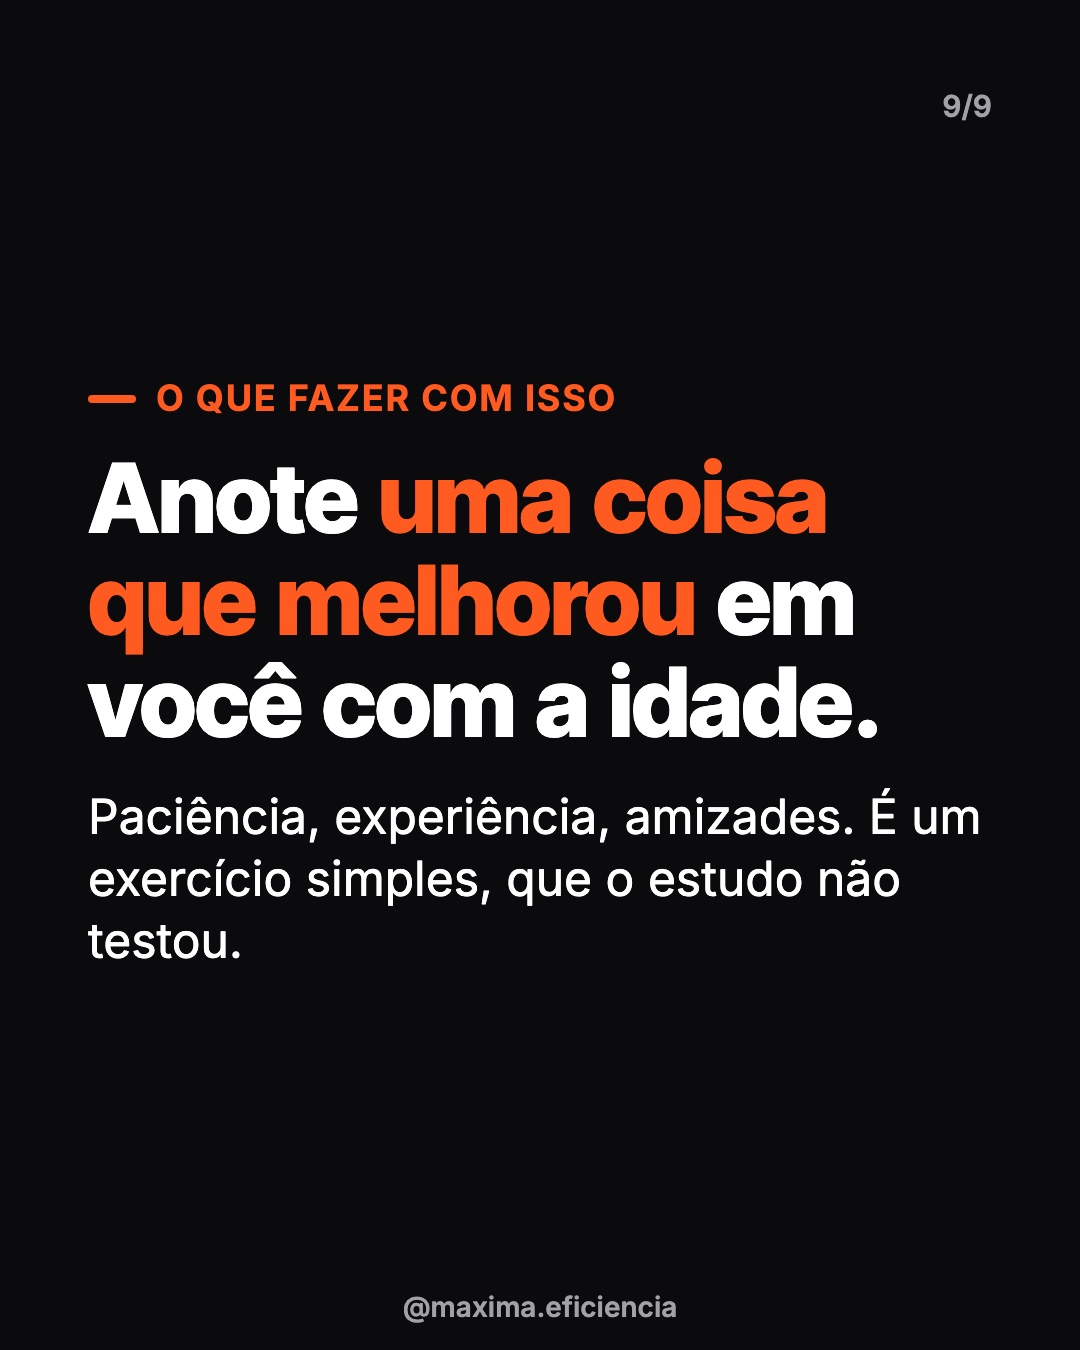 9/9
O QUE FAZER COM ISSO
Anote uma coisa
que melhorou em
você com a idade.
Paciência, experiência, amizades. É um
exercício simples, que o estudo não
testou.
@maxima.eficiencia